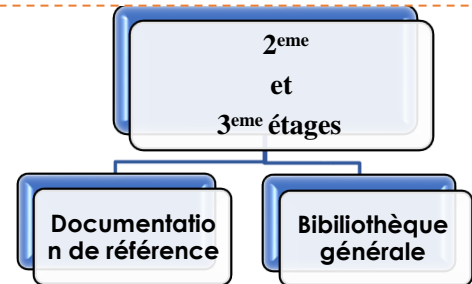 2eme
et
3eme étages
Documentatio
n de référence
Bibiliothèque
générale